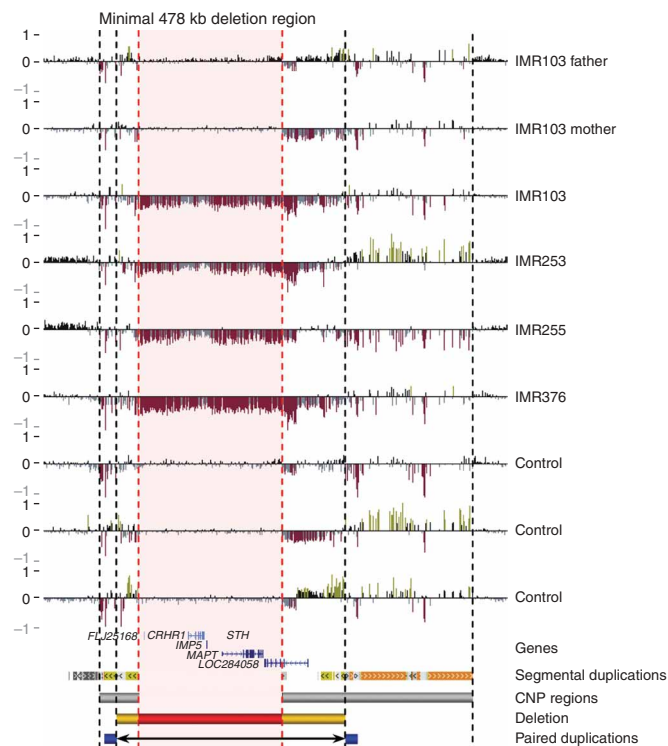 Minimal 478 kb deletion region
1
0
−1
IMR103 father
1
0
−1
IMR103 mother
1
0
−1
IMR103
1
0
−1
IMR253
1
0
−1
IMR255
1
0
−1
IMR376
1
0
−1
Control
1
0
−1
Control
1
0
−1
Control
FLJ25168 CRHR1 STH
IMP5
MAPT
LOC284058
Genes
Segmental duplications
CNP regions
Deletion
Paired duplications